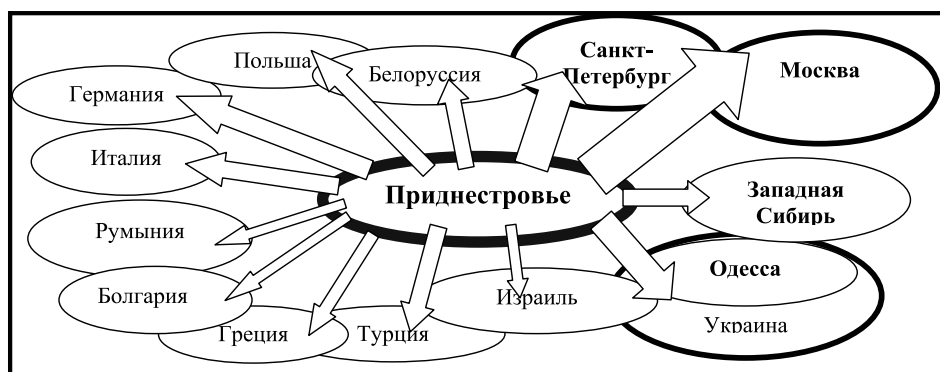 Санкт-
Петербург
Москва
Польша
Белоруссия
Германия
Италия
Приднестровье
Западная
Сибирь
Румыния
Одесса
Болгария
Израиль
Украина
Греция
Турция